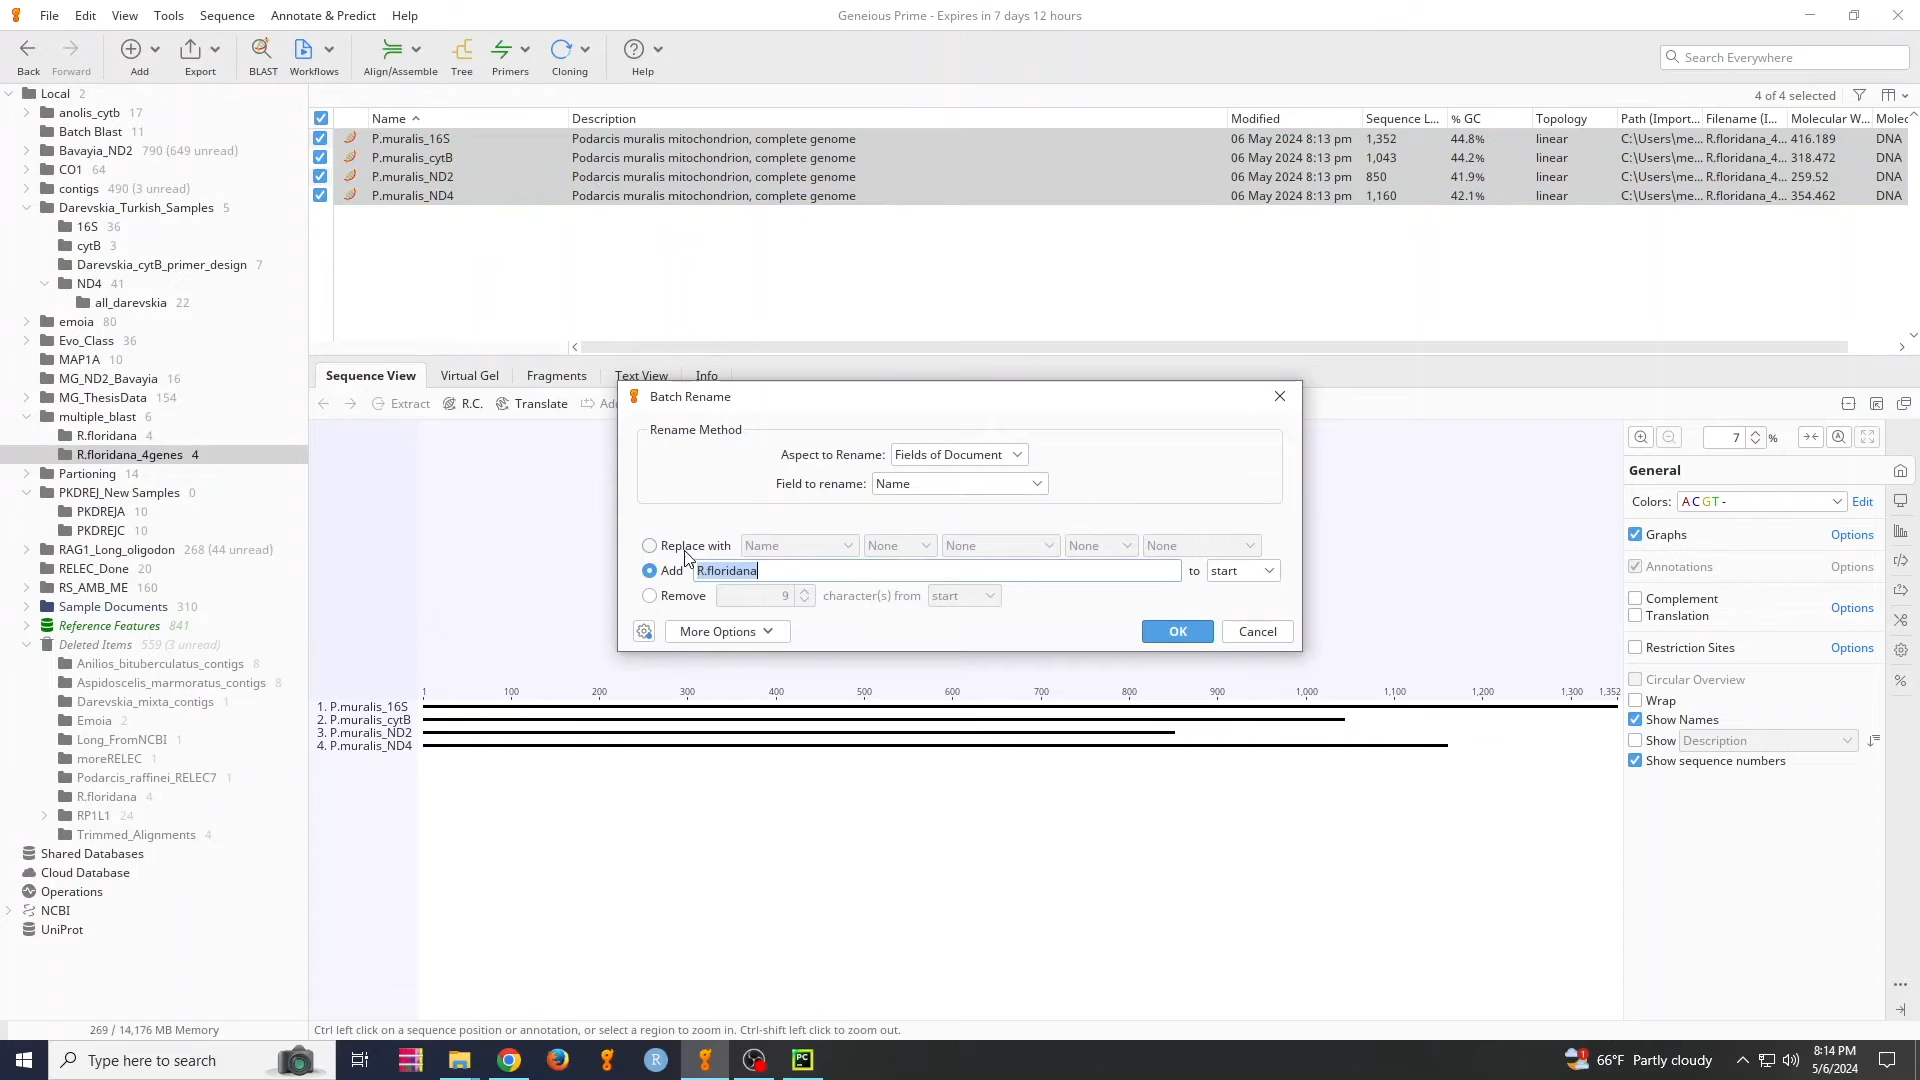 File Edit View Tools Sequence Annotate & Predict Help
Geneious Prime - Expires in 7 days 12 hours
Back Forward Add Export BLAST Workflows Align/Assemble Tree Primers Cloning Help
Search Everywhere
4 of 4 selected
Name Description Modified Sequence L... % GC Topology Path (Import... Filename (I... Molecular W... Molec
P.muralis_16S Podarcis muralis mitochondrion, complete genome 06 May 2024 8:13 pm 1,352 44.8% linear C:\Users\me... R.floridana_4... 416.189 DNA
P.muralis_cytB Podarcis muralis mitochondrion, complete genome 06 May 2024 8:13 pm 1,043 44.2% linear C:\Users\me... R.floridana_4... 318.472 DNA
P.muralis_ND2 Podarcis muralis mitochondrion, complete genome 06 May 2024 8:13 pm 850 41.9% linear C:\Users\me... R.floridana_4... 259.52 DNA
P.muralis_ND4 Podarcis muralis mitochondrion, complete genome 06 May 2024 8:13 pm 1,160 42.1% linear C:\Users\me... R.floridana_4... 354.462 DNA
Local 2
anolis_cytb 17
Batch Blast 11
Bavayia_ND2 790 (649 unread)
CO1 64
contigs 490 (3 unread)
Darevskia_Turkish_Samples 5
16S 36
cytB 3
Darevskia_cytB_primer_design 7
ND4 41
all_darevskia 22
emoia 80
Evo_Class 36
MAP1A 10
MG_ND2_Bavayia 16
MG_ThesisData 154
multiple_blast 6
R.floridana 4
R.floridana_4genes 4
Partioning 14
PKDREJ_New Samples 0
PKDREJA 10
PKDREJC 10
RAG1_Long_oligodon 268 (44 unread)
RELEC_Done 20
RS_AMB_ME 160
Sample Documents 310
Reference Features 841
Deleted Items 559 (3 unread)
Anilios_bituberculatus_contigs 8
Aspidoscelis_marmoratus_contigs 8
Darevskia_mixta_contigs 1
Emoia 2
Long_FromNCBI 1
moreRELEC 1
Podarcis_raffinei_RELEC7 1
R.floridana 4
RP1L1 24
Trimmed_Alignments 4
Shared Databases
Cloud Database
Operations
NCBI
UniProt
269 / 14,176 MB Memory
Sequence View Virtual Gel Fragments Text View Info
Extract R.C. Translate Ad
Batch Rename
Rename Method
Aspect to Rename: Fields of Document
Field to rename: Name
Replace with Name None None None None
Add R.floridana to start
Remove 9 character(s) from start
More Options OK Cancel
1 100 200 300 400 500 600 700 800 900 1,000 1,100 1,200 1,300 1,352
1. P.muralis_16S
2. P.muralis_cytB
3. P.muralis_ND2
4. P.muralis_ND4
7 %
General
Colors: A C G T - Edit
Graphs Options
Annotations Options
Complement
Translation
Options
Restriction Sites Options
Circular Overview
Wrap
Show Names
Show Description
Show sequence numbers
Ctrl left click on a sequence position or annotation, or select a region to zoom in. Ctrl-shift left click to zoom out.
Type here to search
R
PC
1
66°F Partly cloudy
8:14 PM
5/6/2024